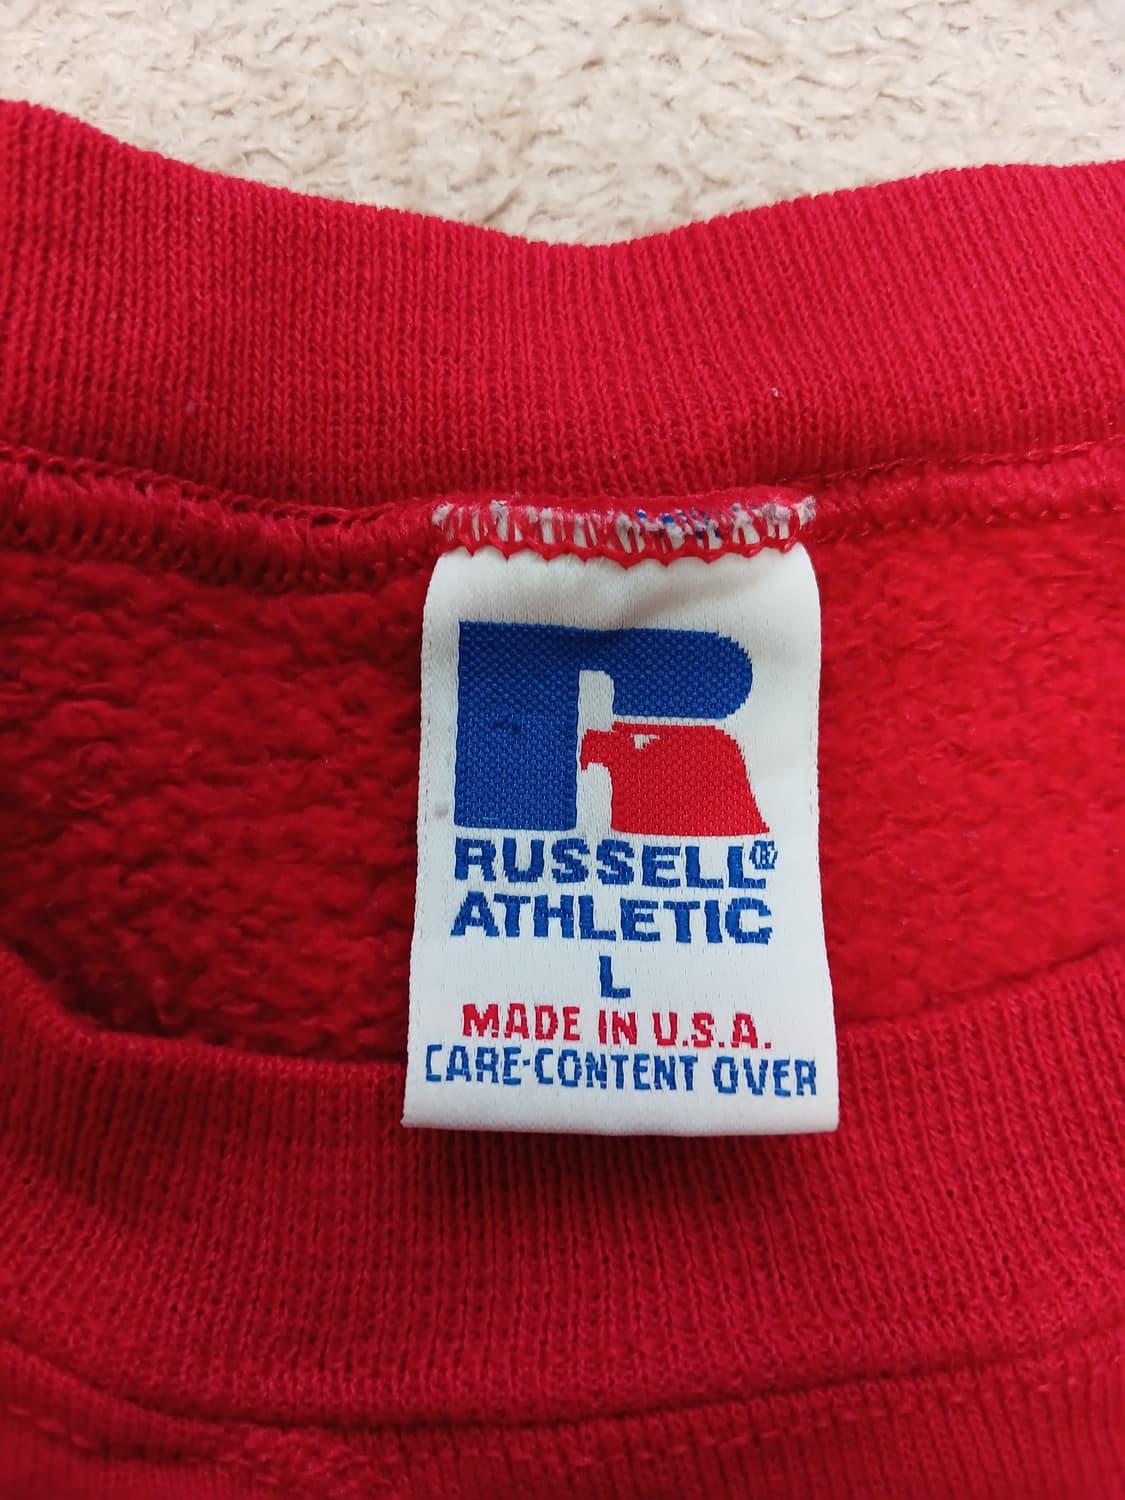 RUSSELL®
ATHLETIC
L
MADE IN U.S.A.
CARE·CONTENT OVER